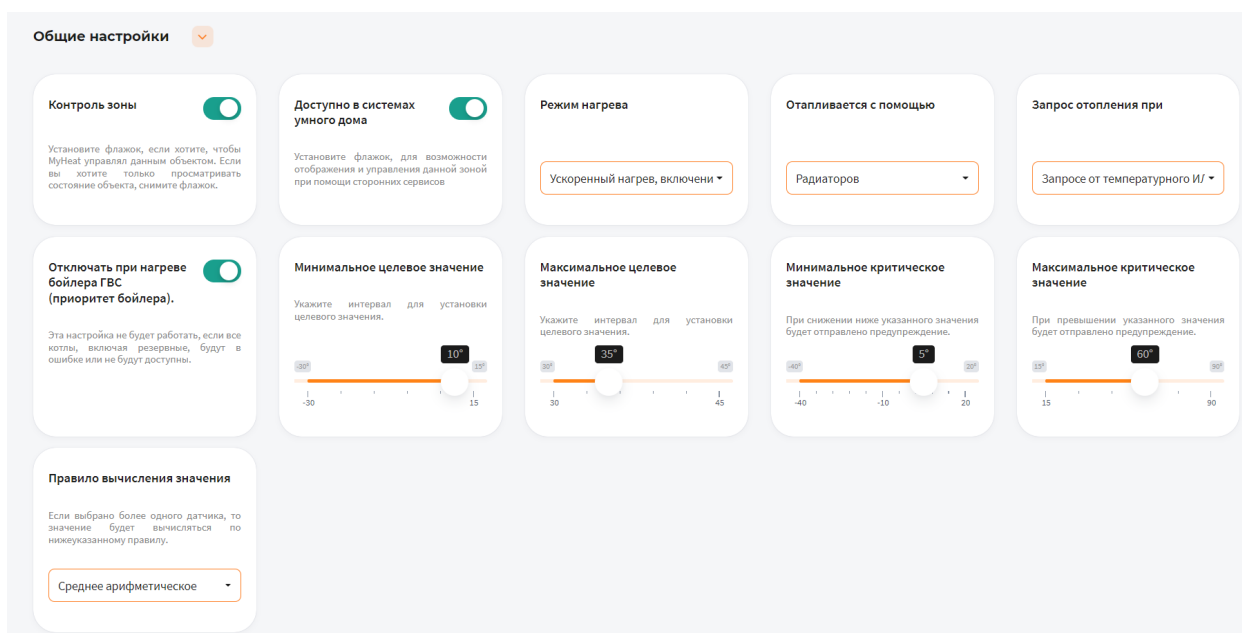 Общие настройки
Контроль зоны
Установите флажок, если хотите, чтобы
MyHeat управлял данным объектом. Если
вы хотите только просматривать
состояние объекта, снимите флажок.
Доступно в системах
умного дома
Установите флажок, для возможности
отображения и управления данной зоной
при помощи сторонних сервисов
Режим нагрева
Ускоренный нагрев, включени
Отапливается с помощью
Радиаторов
Запрос отопления при
Запросе от температурного ИЛ
Отключать при нагреве
бойлера ГВС
(приоритет бойлера).
Эта настройка не будет работать, если все
котлы, включая резервные, будут в
ошибке или не будут доступны.
Минимальное целевое значение
Укажите интервал для установки
целевого значения.
10°
-30° 15°
-30 15
Максимальное целевое
значение
Укажите интервал для установки
целевого значения.
35°
30° 45°
30 45
Минимальное критическое
значение
При снижении ниже указанного значения
будет отправлено предупреждение.
5°
-40° 20°
-40 -10 20
Максимальное критическое
значение
При превышении указанного значения
будет отправлено предупреждение.
60°
15° 90°
15 90
Правило вычисления значения
Если выбрано более одного датчика, то
значение будет вычисляться по
нижеуказанному правилу.
Среднее арифметическое